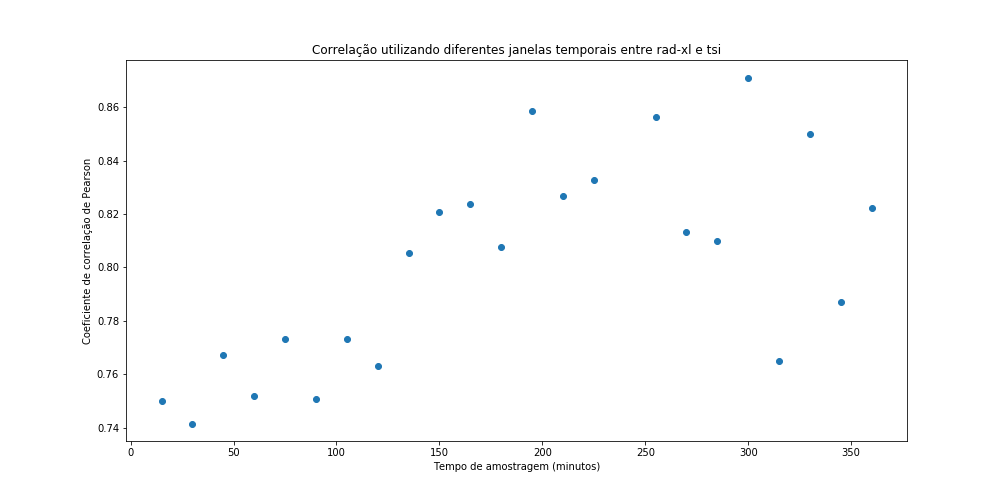 Correlação utilizando diferentes janelas temporais entre rad-xl e tsi
Coeficiente de correlação de Pearson
0.86
0.84
0.82
0.80
0.78
0.76
0.74
0 50 100 150 200 250 300 350
Tempo de amostragem (minutos)